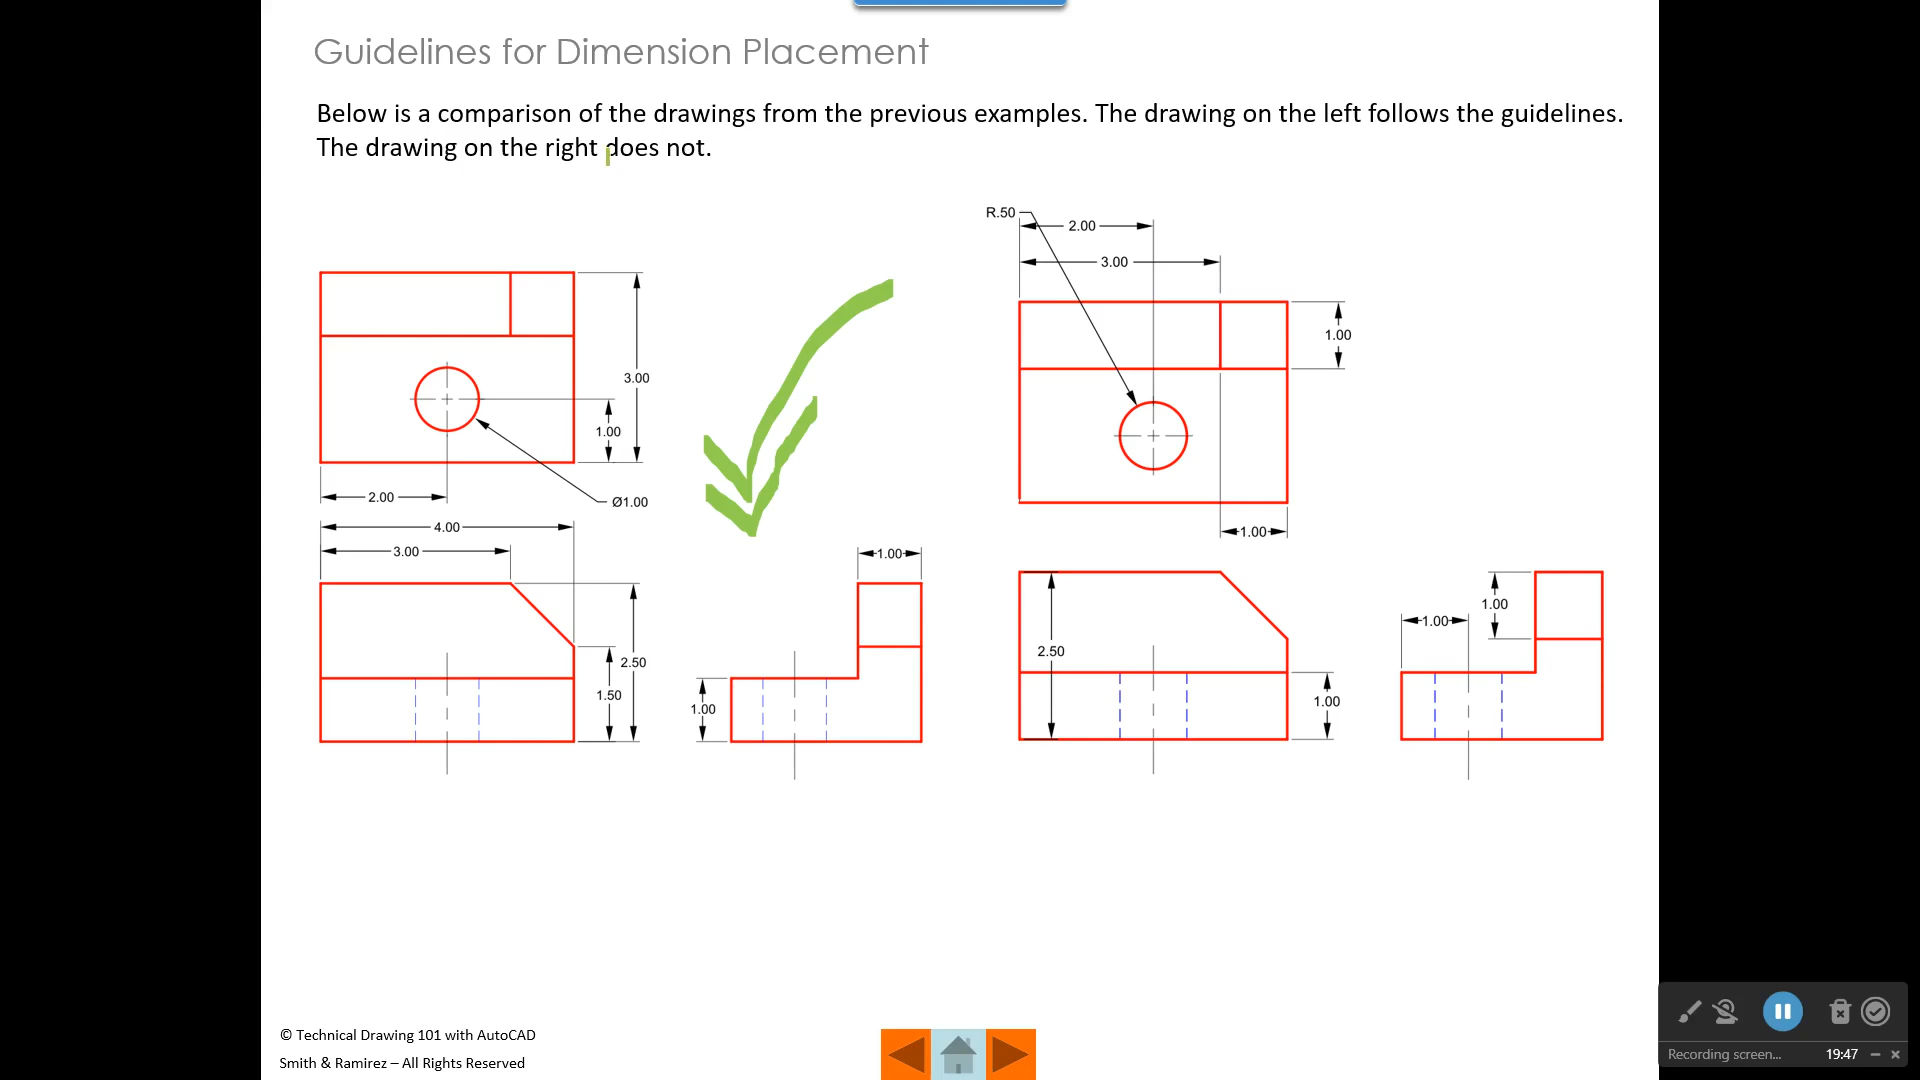 Guidelines for Dimension Placement
Below is a comparison of the drawings from the previous examples. The drawing on the left follows the guidelines.
The drawing on the right does not.
3.00
1.00
2.00
Ø1.00
4.00
3.00
2.50
1.50
1.00
1.00
R.50
2.00
3.00
1.00
1.00
2.50
1.00
1.00
1.00
© Technical Drawing 101 with AutoCAD
Smith & Ramirez – All Rights Reserved
Recording screen... 19:47